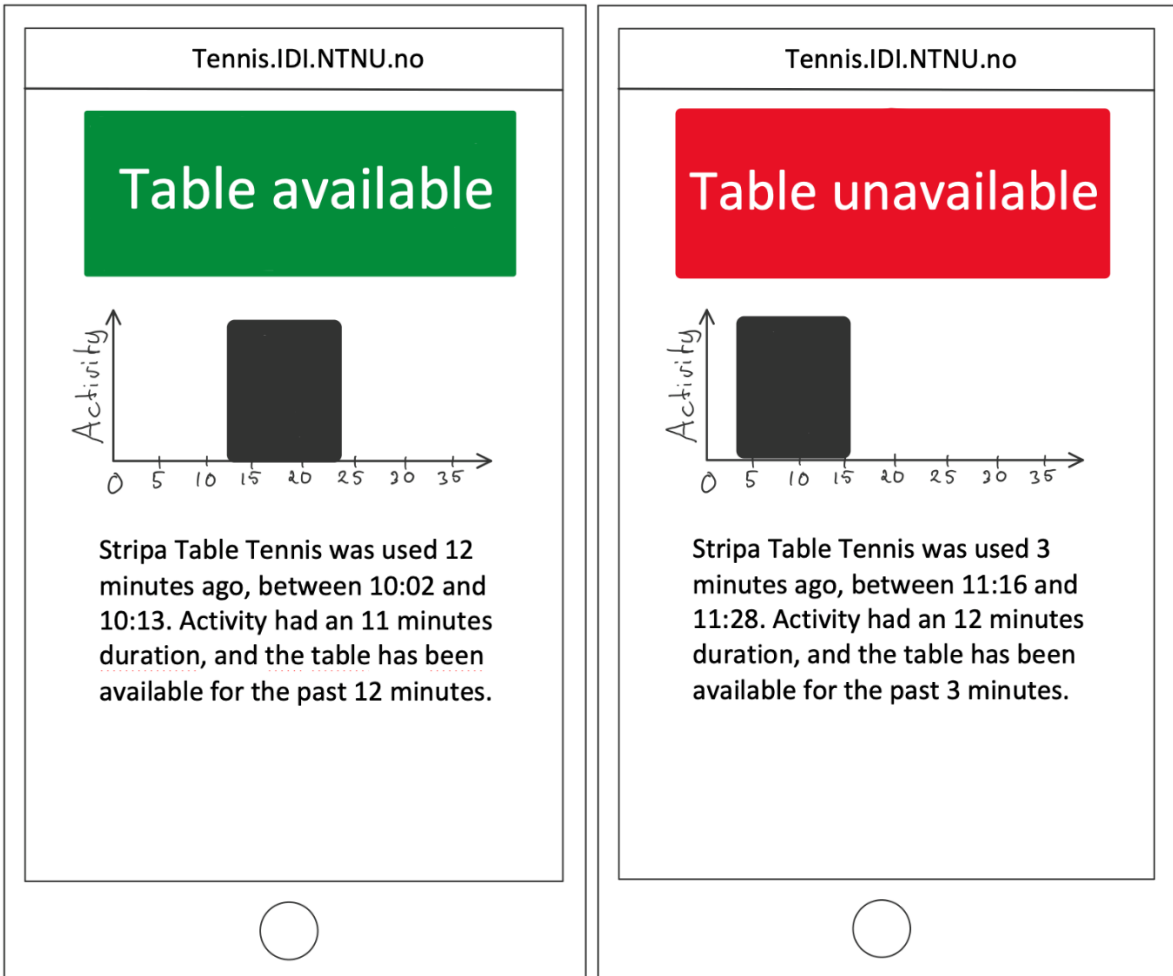 Tennis.IDI.NTNU.no
Table available
Activity
0 5 10 15 20 25 30 35
Stripa Table Tennis was used 12
minutes ago, between 10:02 and
10:13. Activity had an 11 minutes
duration, and the table has been
available for the past 12 minutes.
Tennis.IDI.NTNU.no
Table unavailable
Activity
0 5 10 15 20 25 30 35
Stripa Table Tennis was used 3
minutes ago, between 11:16 and
11:28. Activity had an 12 minutes
duration, and the table has been
available for the past 3 minutes.